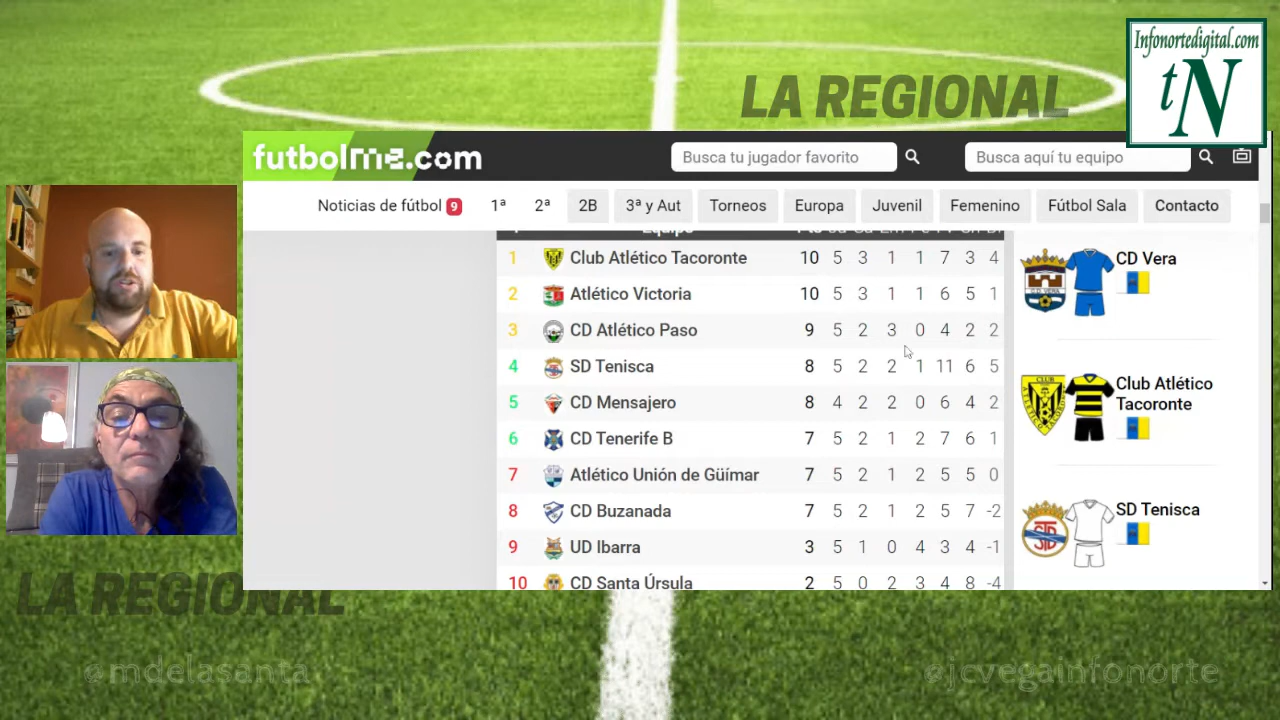 LA REGIONAL
Infonortedigital.com
tN
futbolme.com
Busca tu jugador favorito
Busca aquí tu equipo
Noticias de fútbol 9 1ª 2ª 2B 3ª y Aut Torneos Europa Juvenil Femenino Fútbol Sala Contacto
Equipo
1 Club Atlético Tacoronte 10 5 3 1 1 7 3 4
2 Atlético Victoria 10 5 3 1 1 6 5 1
3 CD Atlético Paso 9 5 2 3 0 4 2 2
4 SD Tenisca 8 5 2 2 1 11 6 5
5 CD Mensajero 8 4 2 2 0 6 4 2
6 CD Tenerife B 7 5 2 1 2 7 6 1
7 Atlético Unión de Güímar 7 5 2 1 2 5 5 0
8 CD Buzanada 7 5 2 1 2 5 7 -2
9 UD Ibarra 3 5 1 0 4 3 4 -1
10 CD Santa Úrsula 2 5 0 2 3 4 8 -4
CD Vera
Club Atlético
Tacoronte
SD Tenisca
LA REGIONAL
@mdelasanta
@jcvegainfonorte